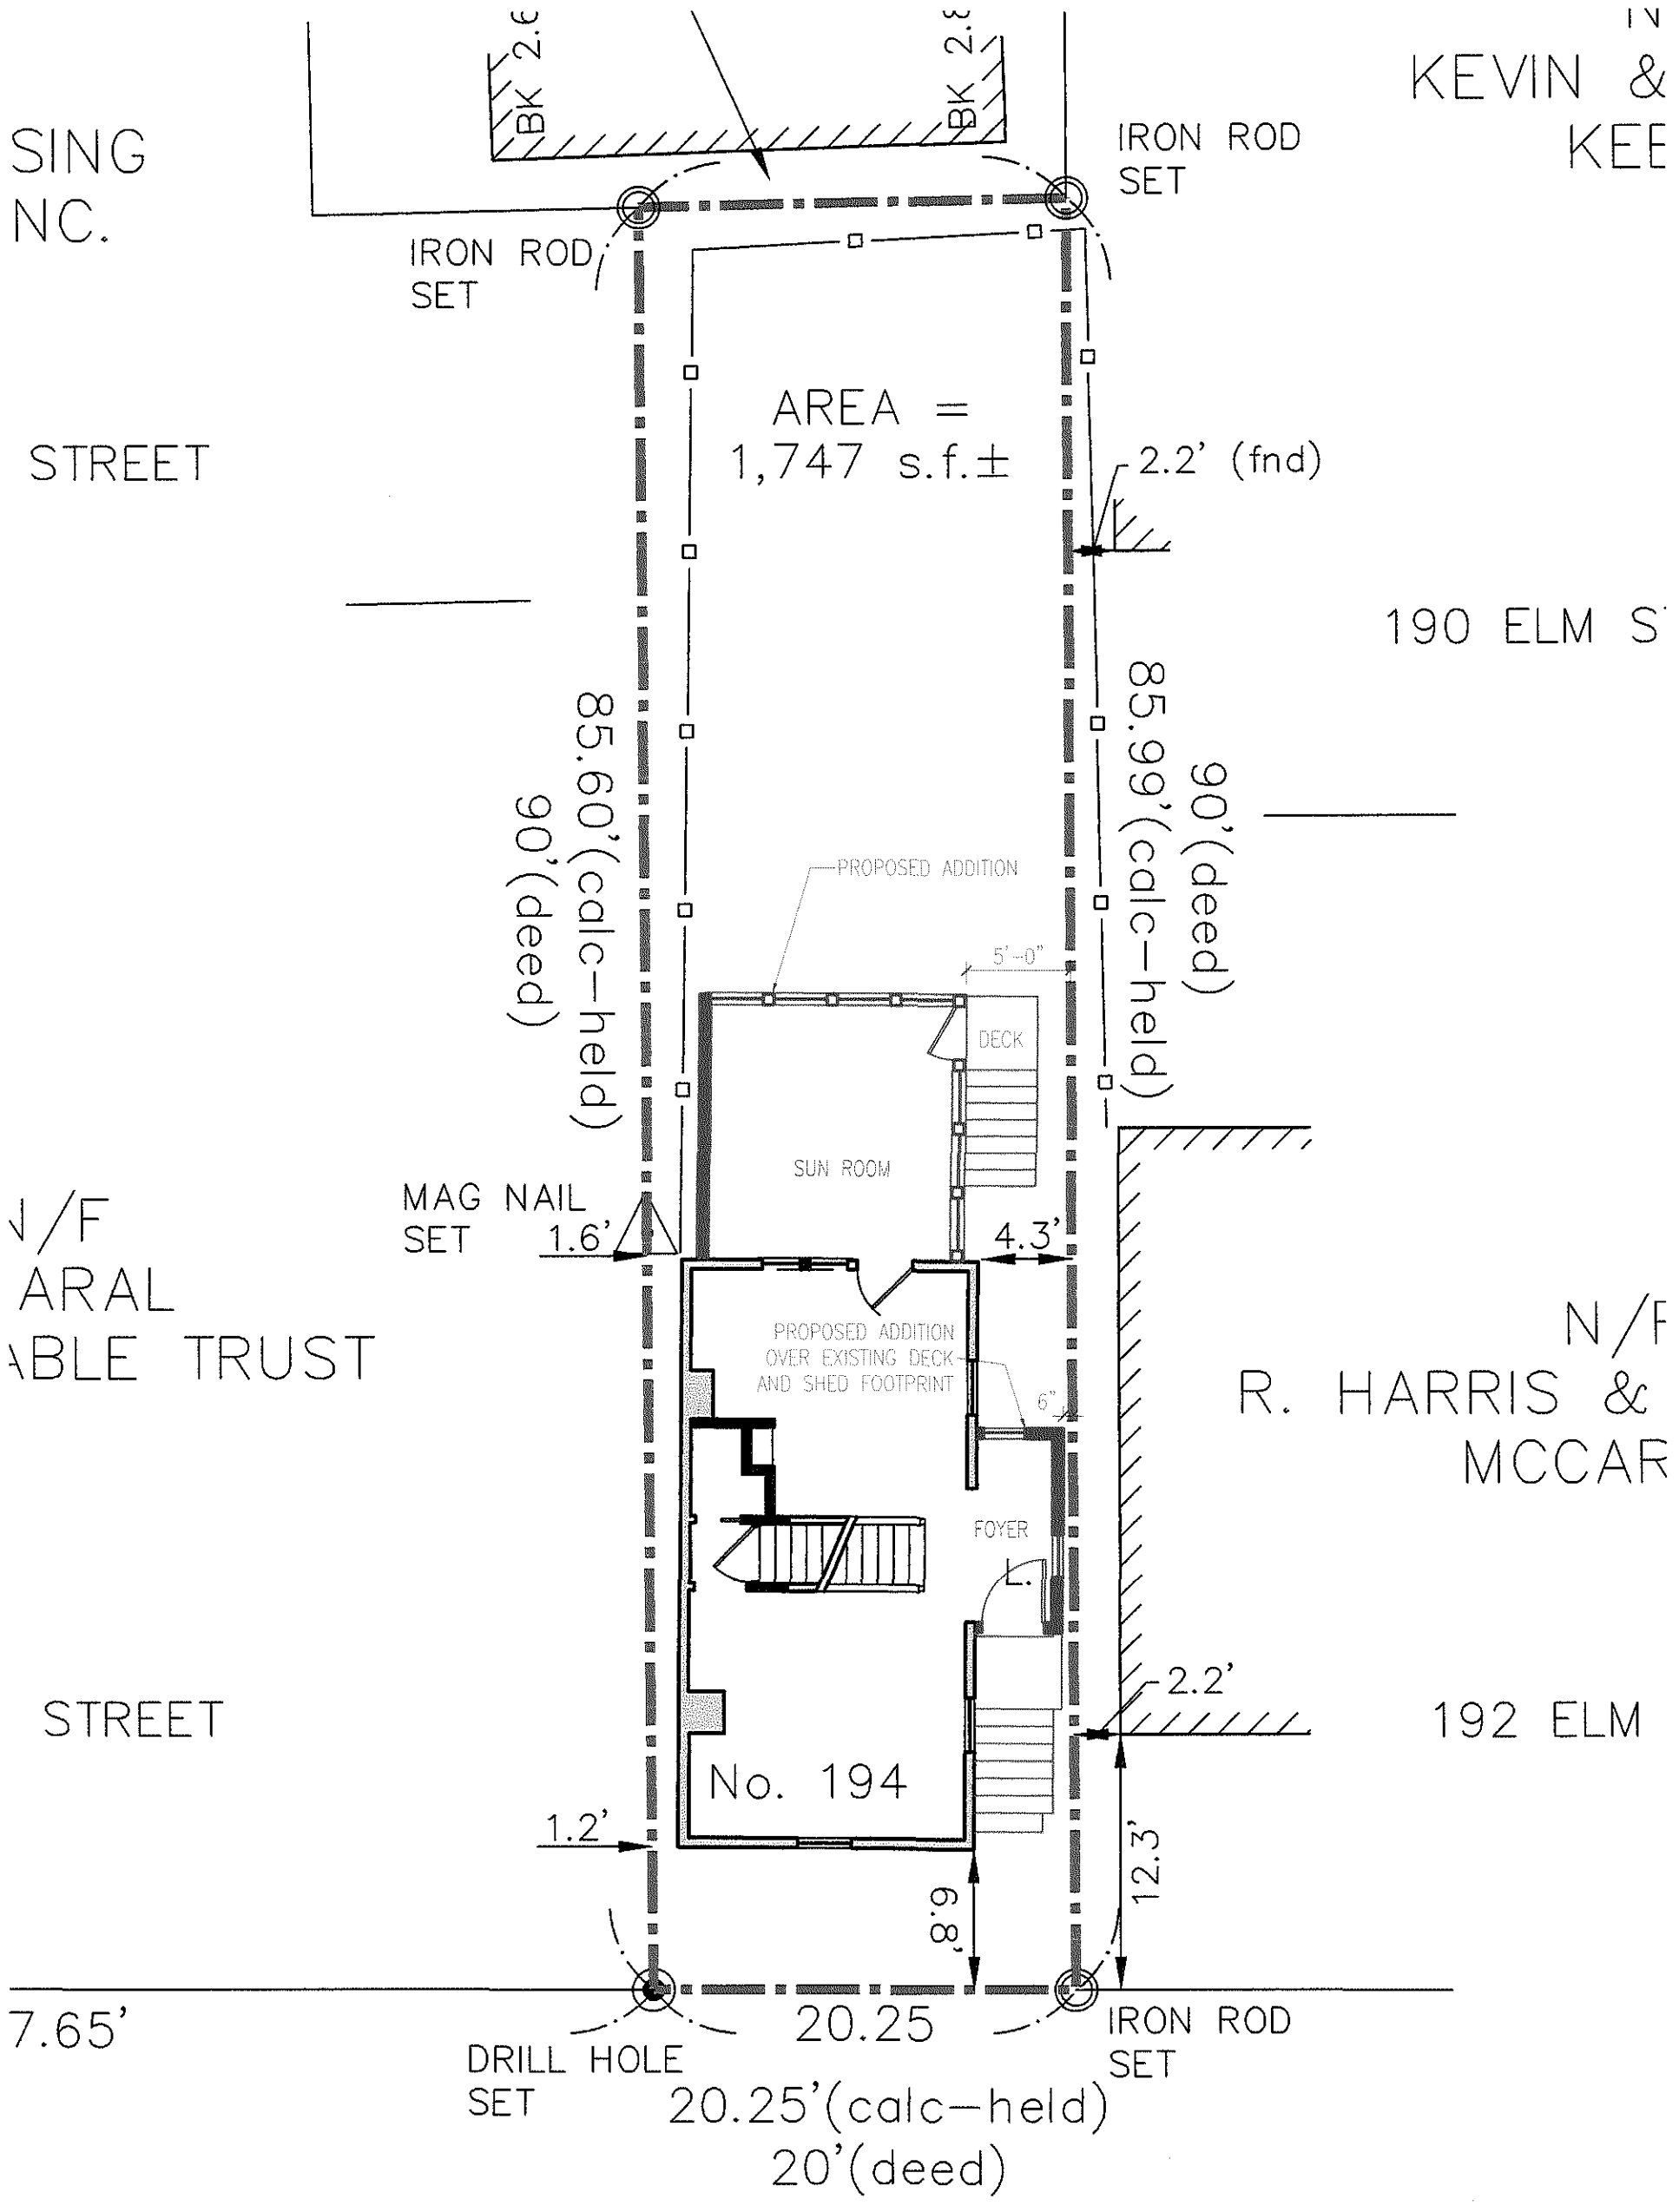 BK 2.6
BK 2.8
KEVIN &
SING
NC.
IRON ROD
SET
IRON ROD
SET
AREA =
1,747 s.f.±
STREET
2.2' (fnd)
190 ELM
85.60'(calc-held)
90'(deed)
85.99'(calc-held)
90'(deed)
PROPOSED ADDITION
5'-0"
DECK
SUN ROOM
MAG NAIL
SET
1.6'
4.3'
N/F
ARAL
ABLE TRUST
PROPOSED ADDITION
OVER EXISTING DECK
AND SHED FOOTPRINT
6"
N/F
R. HARRIS &
MCCAR
FOYER
L.
2.2'
STREET
192 ELM
No. 194
1.2'
6.8'
12.3'
7.65'
20.25
IRON ROD
SET
DRILL HOLE
SET
20.25'(calc-held)
20'(deed)